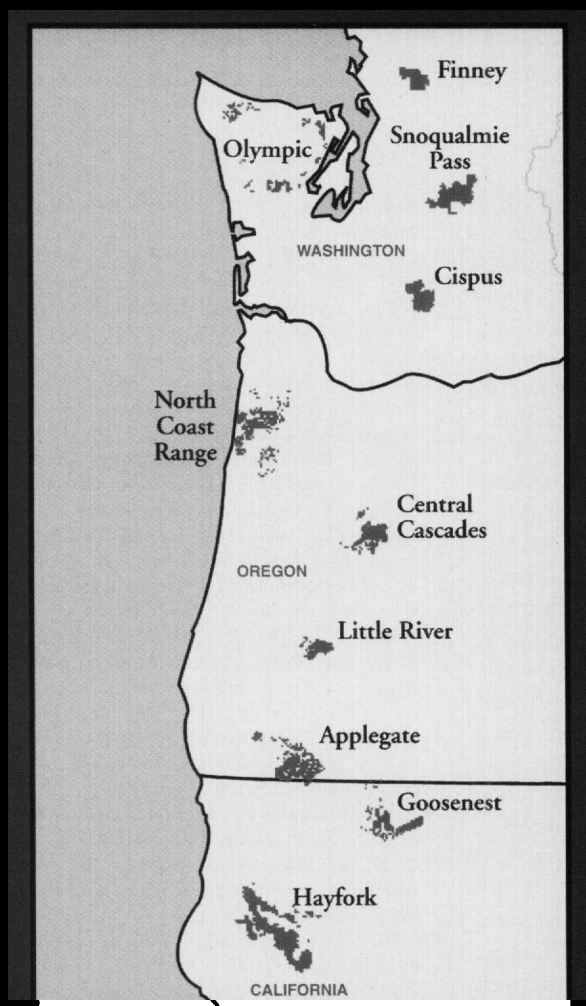 Finney
Snoqualmie
Pass
Olympic
WASHINGTON
Cispus
North
Coast
Range
Central
Cascades
OREGON
Little River
Applegate
Goosenest
Hayfork
CALIFORNIA